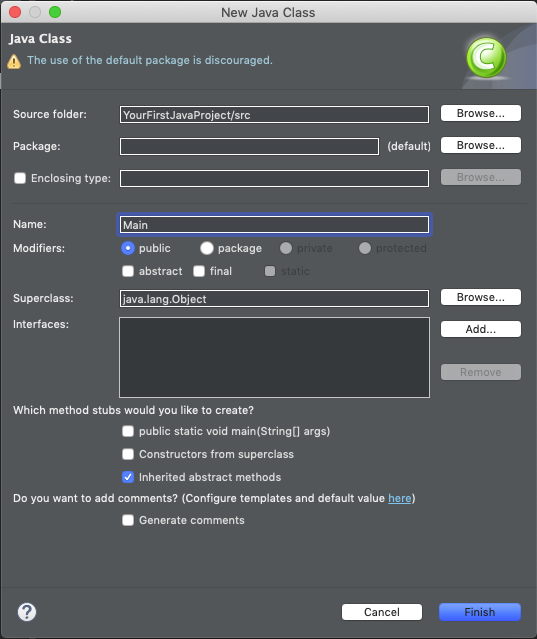 New Java Class
Java Class
The use of the default package is discouraged.
Source folder: YourFirstJavaProject/src Browse...
Package: (default) Browse...
Enclosing type: Browse...
Name: Main
Modifiers: public package private protected
abstract final static
Superclass: java.lang.Object Browse...
Interfaces: Add...
Remove
Which method stubs would you like to create?
public static void main(String[] args)
Constructors from superclass
Inherited abstract methods
Do you want to add comments? (Configure templates and default value here)
Generate comments
? Cancel Finish